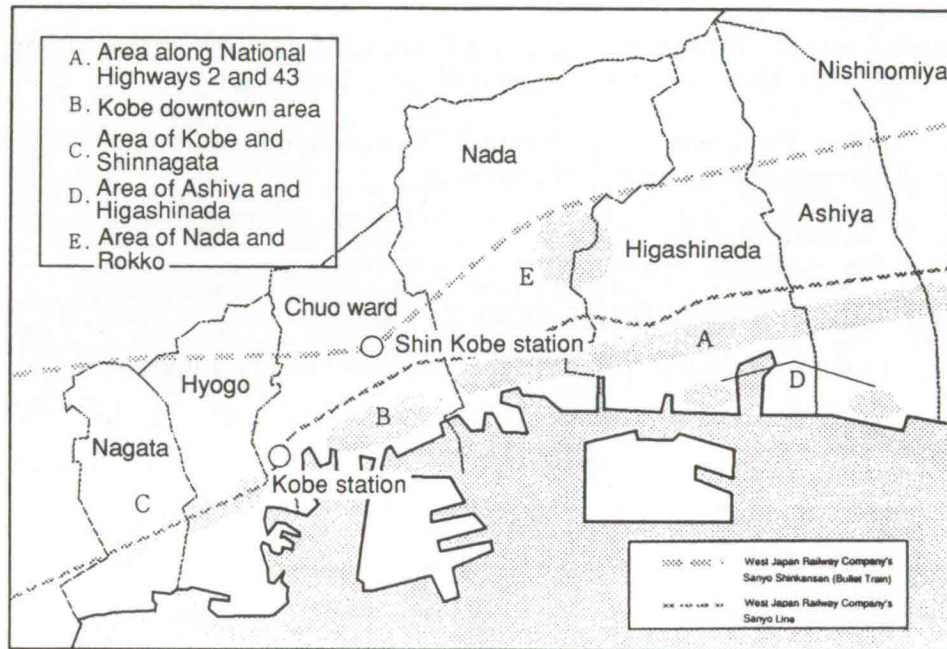 A. Area along National
Highways 2 and 43
B. Kobe downtown area
C. Area of Kobe and
Shinnagata
D. Area of Ashiya and
Higashinada
E. Area of Nada and
Rokko
Nishinomiya
Nada
Ashiya
Higashinada
E
Chuo ward
Shin Kobe station
A
Hyogo
D
B
Nagata
Kobe station
C
West Japan Railway Company's
Sanyo Shinkansen (Bullet Train)
West Japan Railway Company's
Sanyo Line